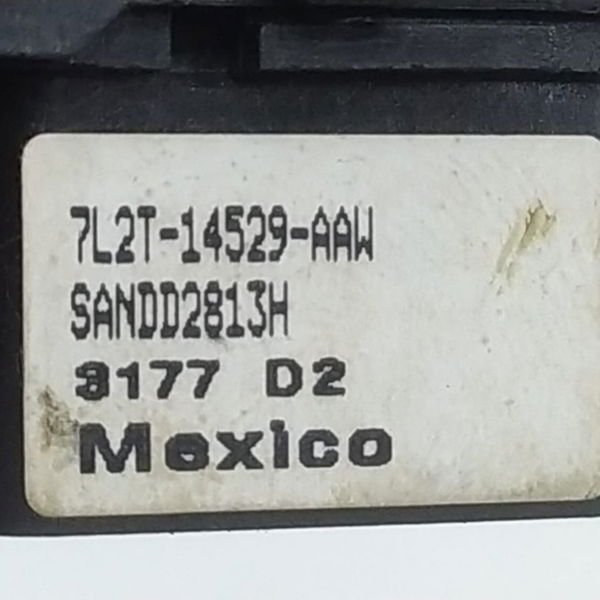 7L2T-14529-AAW
SANDD2813H
3177 D2
Mexico